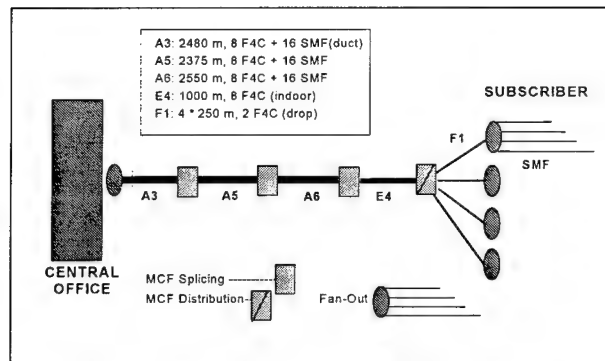 A3: 2480 m, 8 F4C + 16 SMF(duct)
A5: 2375 m, 8 F4C + 16 SMF
A6: 2550 m, 8 F4C + 16 SMF
E4: 1000 m, 8 F4C (indoor)
F1: 4 * 250 m, 2 F4C (drop)
SUBSCRIBER
F1
SMF
A3
A5
A6
E4
CENTRAL
OFFICE
MCF Splicing
MCF Distribution
Fan-Out